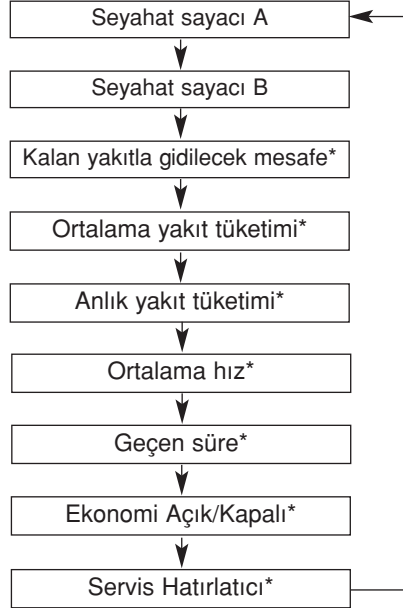 Seyahat sayacı A
Seyahat sayacı B
Kalan yakıtla gidilecek mesafe*
Ortalama yakıt tüketimi*
Anlık yakıt tüketimi*
Ortalama hız*
Geçen süre*
Ekonomi Açık/Kapalı*
Servis Hatırlatıcı*